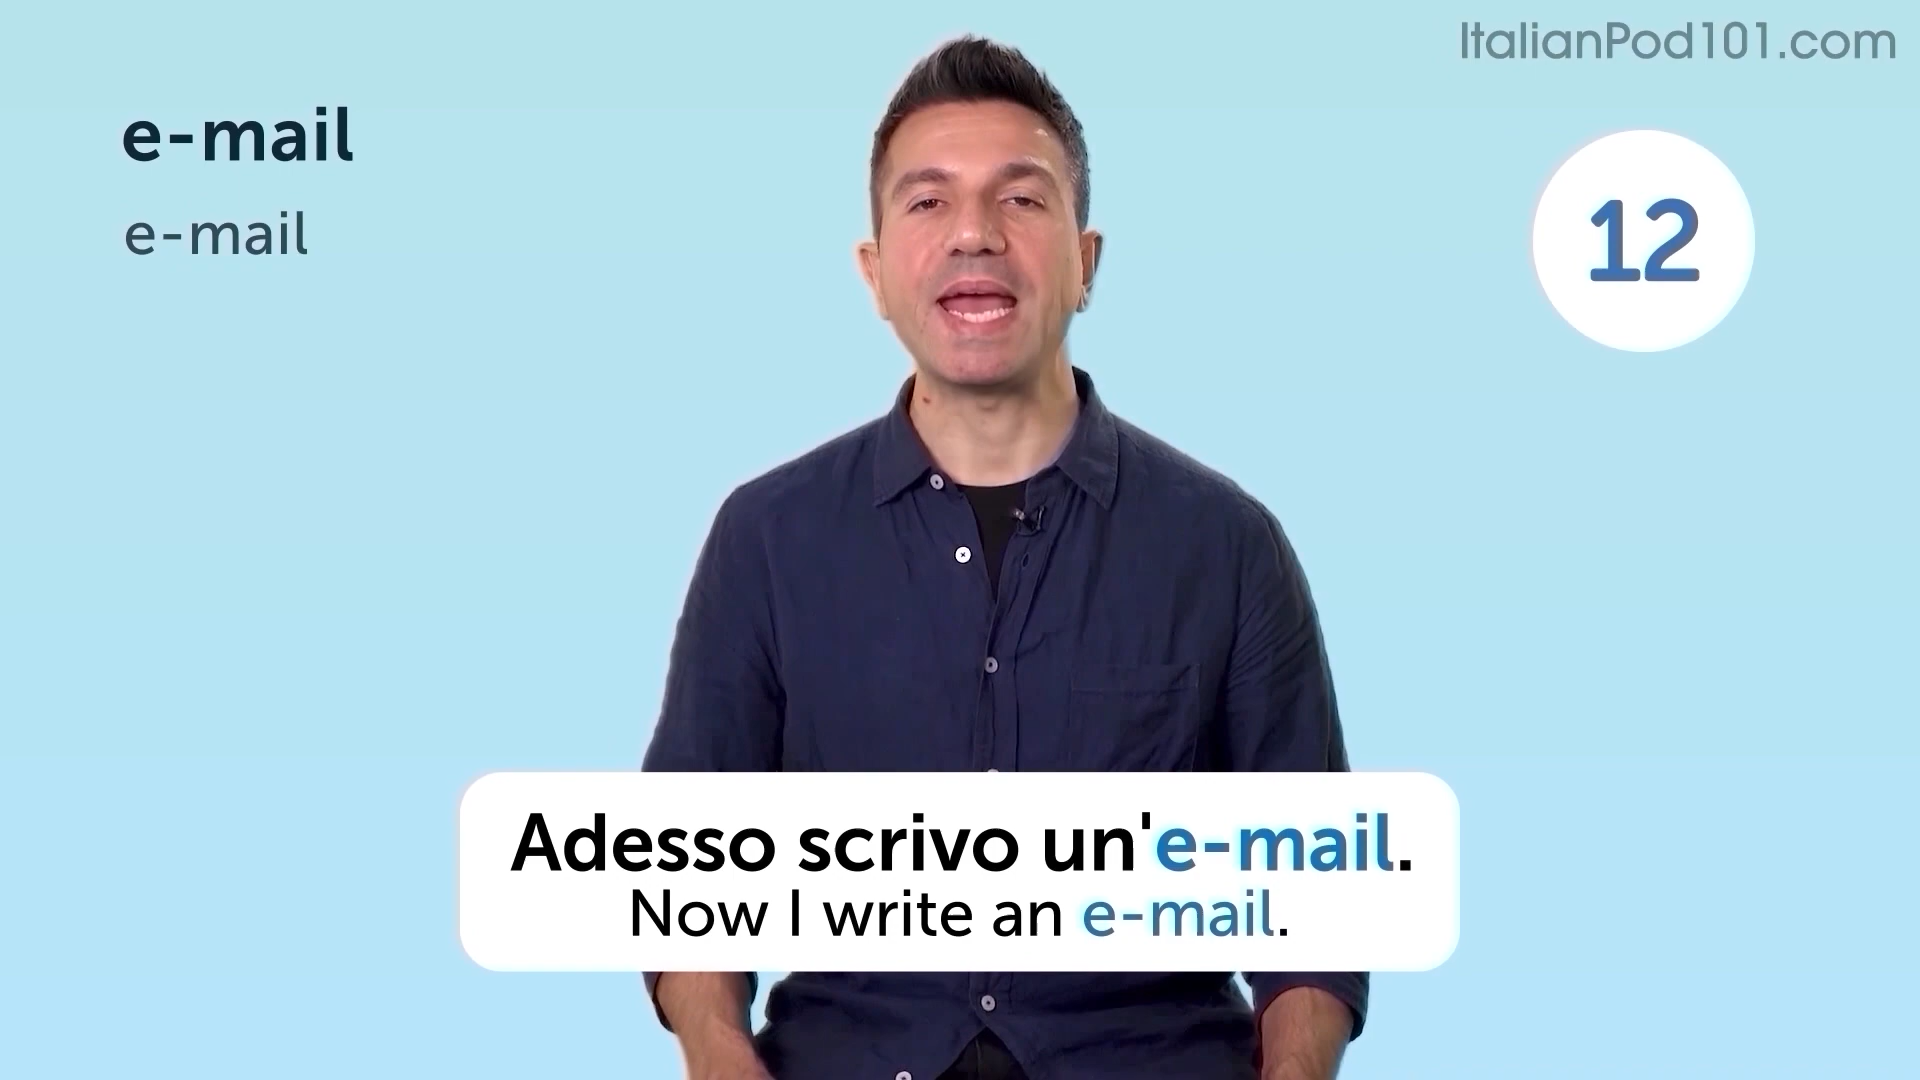 ItalianPod101.com
e-mail
e-mail
12
Adesso scrivo un'e-mail.
Now I write an e-mail.